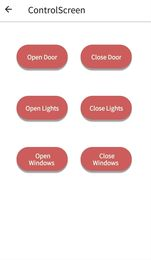 ControlScreen
Open Door
Close Door
Open Lights
Close Lights
Open
Windows
Close
Windows